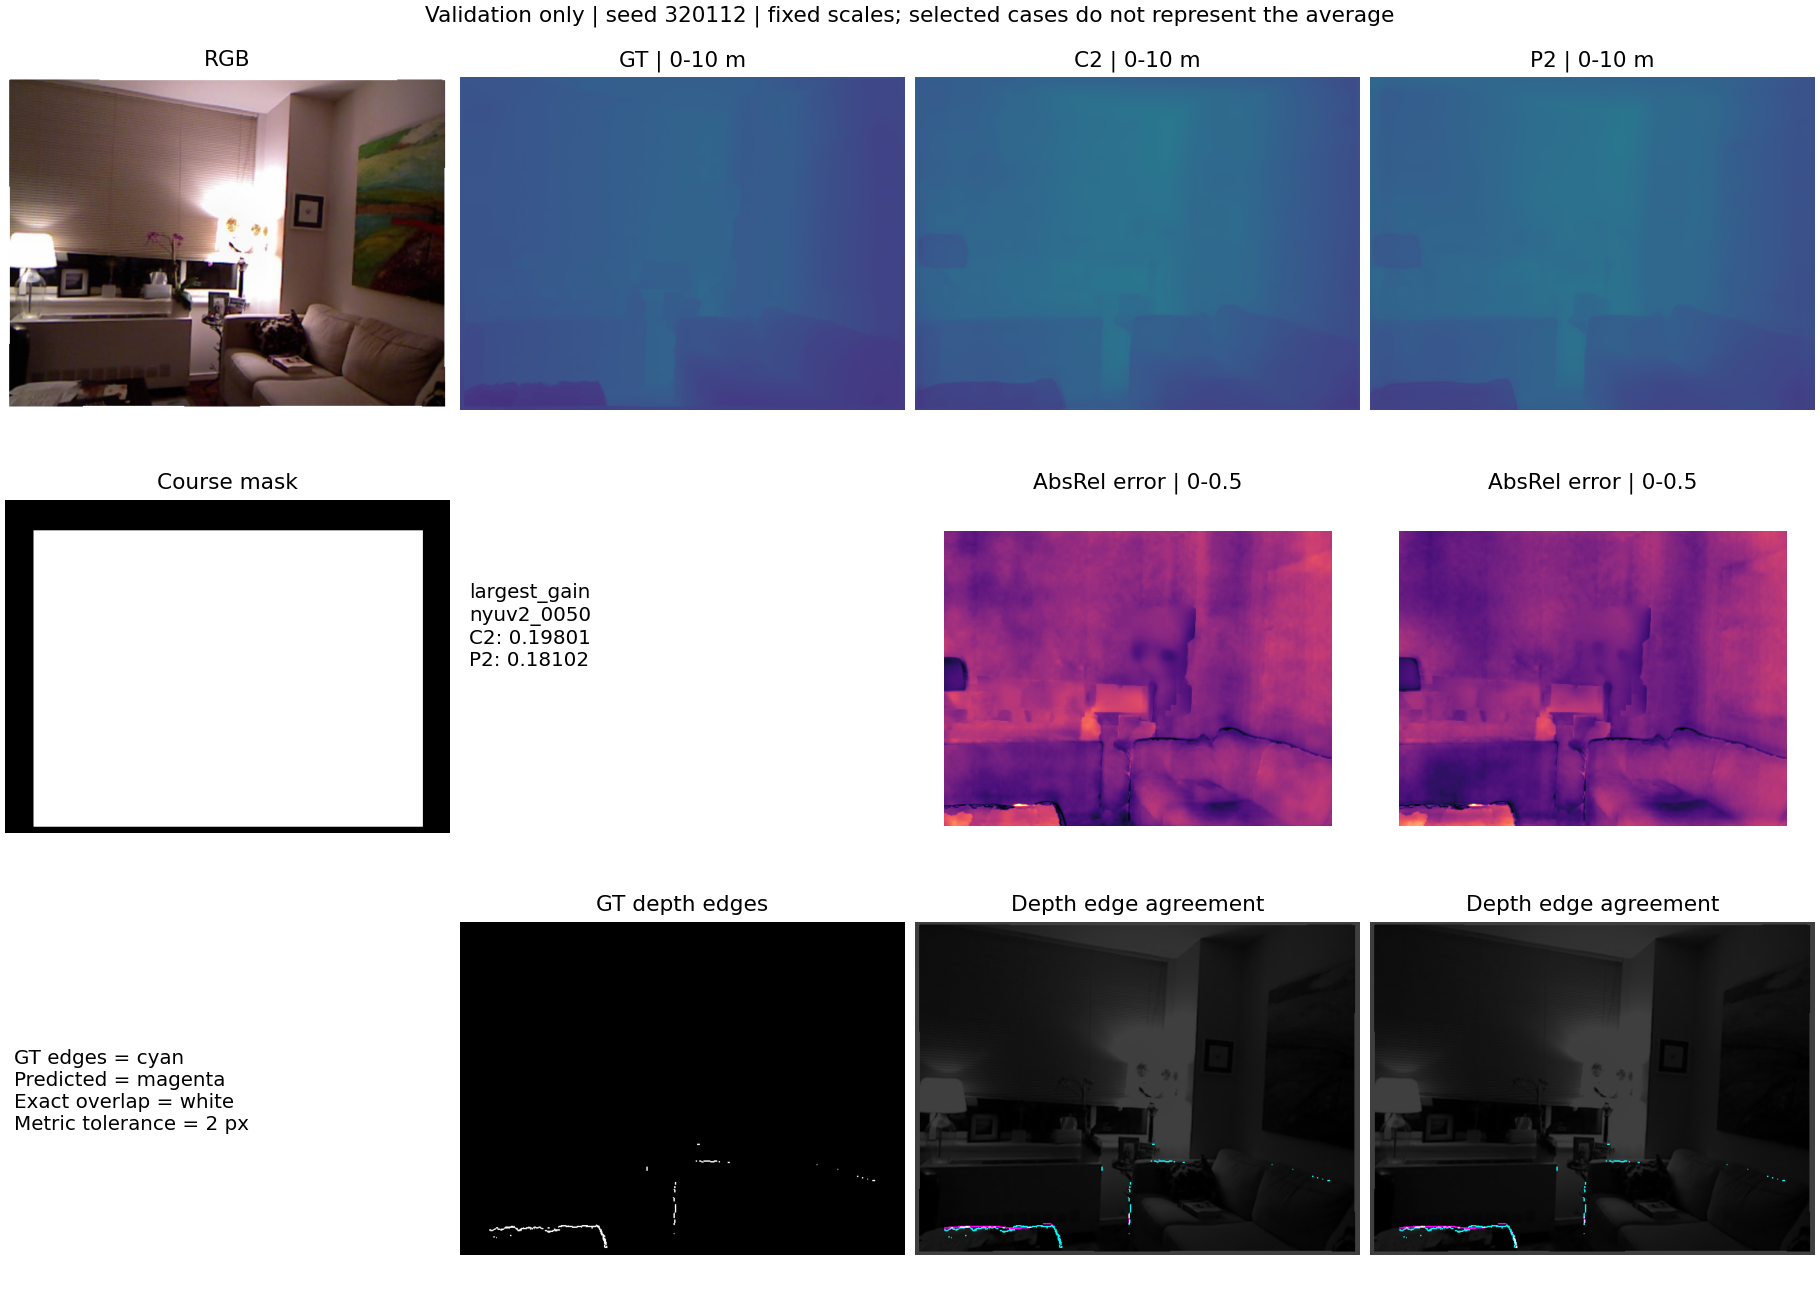 Validation only | seed 320112 | fixed scales; selected cases do not represent the average
RGB
GT | 0-10 m
C2 | 0-10 m
P2 | 0-10 m
Course mask
AbsRel error | 0-0.5
AbsRel error | 0-0.5
largest_gain
nyuv2_0050
C2: 0.19801
P2: 0.18102
GT depth edges
Depth edge agreement
Depth edge agreement
GT edges = cyan
Predicted = magenta
Exact overlap = white
Metric tolerance = 2 px